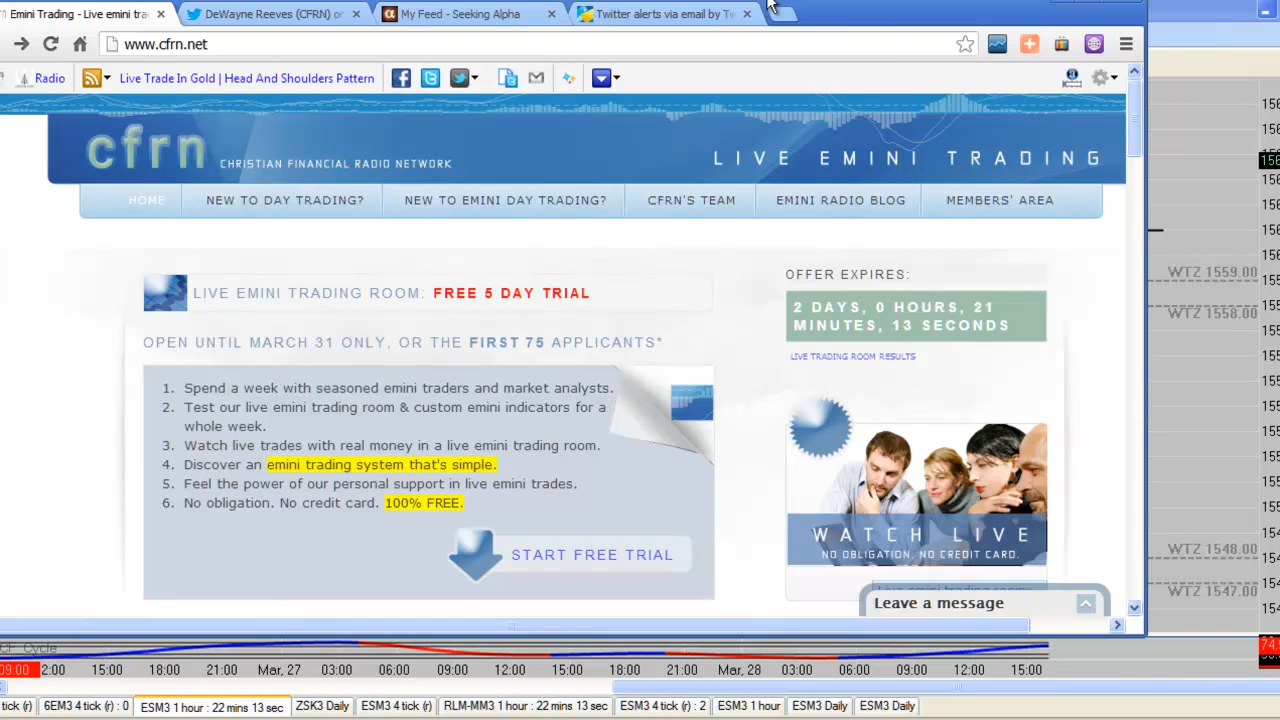 Emini Trading - Live emini tra
DeWayne Reeves (CFRN) on
My Feed - Seeking Alpha
Twitter alerts via email by Tw
www.cfrn.net
Radio
Live Trade In Gold | Head And Shoulders Pattern
cfrn CHRISTIAN FINANCIAL RADIO NETWORK
LIVE EMINI TRADING
HOME
NEW TO DAY TRADING?
NEW TO EMINI DAY TRADING?
CFRN'S TEAM
EMINI RADIO BLOG
MEMBERS' AREA
LIVE EMINI TRADING ROOM: FREE 5 DAY TRIAL
OPEN UNTIL MARCH 31 ONLY, OR THE FIRST 75 APPLICANTS*
1. Spend a week with seasoned emini traders and market analysts.
2. Test our live emini trading room & custom emini indicators for a
whole week.
3. Watch live trades with real money in a live emini trading room.
4. Discover an emini trading system that's simple.
5. Feel the power of our personal support in live emini trades.
6. No obligation. No credit card. 100% FREE.
START FREE TRIAL
OFFER EXPIRES:
2 DAYS, 0 HOURS, 21
MINUTES, 13 SECONDS
LIVE TRADING ROOM RESULTS
WATCH LIVE
NO OBLIGATION. NO CREDIT CARD.
Leave a message
WTZ 1559.00
WTZ 1558.00
WTZ 1548.00
WTZ 1547.00
CF Cycle
09:00 2:00 15:00 18:00 21:00 Mar, 27 03:00 06:00 09:00 12:00 15:00 18:00 21:00 Mar, 28 03:00 06:00 09:00 12:00 15:00
tick (r)
6EM3 4 tick (r) : 0
ESM3 1 hour : 22 mins 13 sec
ZSK3 Daily
ESM3 4 tick (r)
RLM-MM3 1 hour : 22 mins 13 sec
ESM3 4 tick (r) : 2
ESM3 1 hour
ESM3 Daily
ESM3 Daily